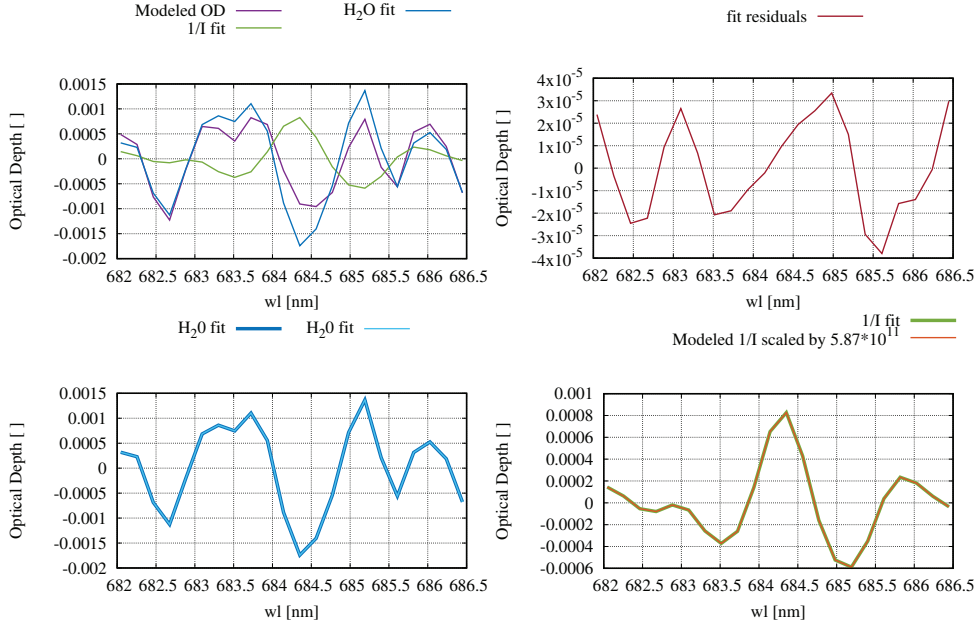 Modeled OD
H₂O fit
1/I fit
0.0015
0.001
0.0005
0
-0.0005
-0.001
-0.0015
-0.002
Optical Depth [ ]
682 682.5 683 683.5 684 684.5 685 685.5 686 686.5
wl [nm]
fit residuals
4x10⁻⁵
3x10⁻⁵
2x10⁻⁵
1x10⁻⁵
0
-1x10⁻⁵
-2x10⁻⁵
-3x10⁻⁵
-4x10⁻⁵
Optical Depth [ ]
682 682.5 683 683.5 684 684.5 685 685.5 686 686.5
wl [nm]
H₂0 fit
H₂0 fit
0.0015
0.001
0.0005
0
-0.0005
-0.001
-0.0015
-0.002
Optical Depth [ ]
682 682.5 683 683.5 684 684.5 685 685.5 686 686.5
wl [nm]
1/I fit
Modeled 1/I scaled by 5.87*10¹¹
0.001
0.0008
0.0006
0.0004
0.0002
0
-0.0002
-0.0004
-0.0006
Optical Depth [ ]
682 682.5 683 683.5 684 684.5 685 685.5 686 686.5
wl [nm]